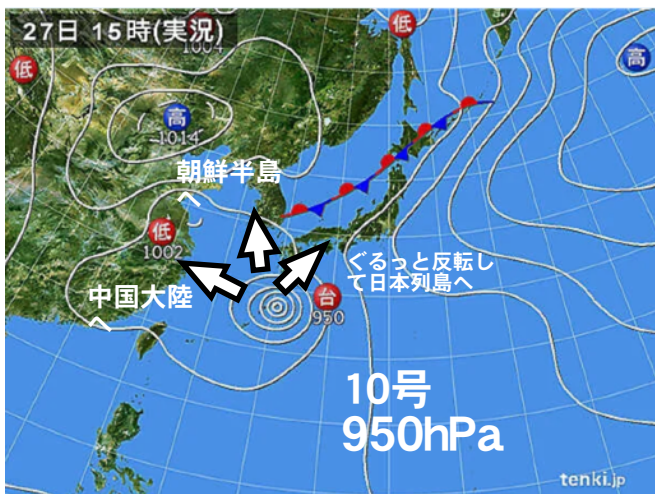 27日 15時(実況)
低
1004
低
低
高
高
1014
朝鮮半島
へ
低
1002
ぐるっと反転し
て日本列島へ
中国大陸
へ
台
950
10号
950hPa
tenki.jp